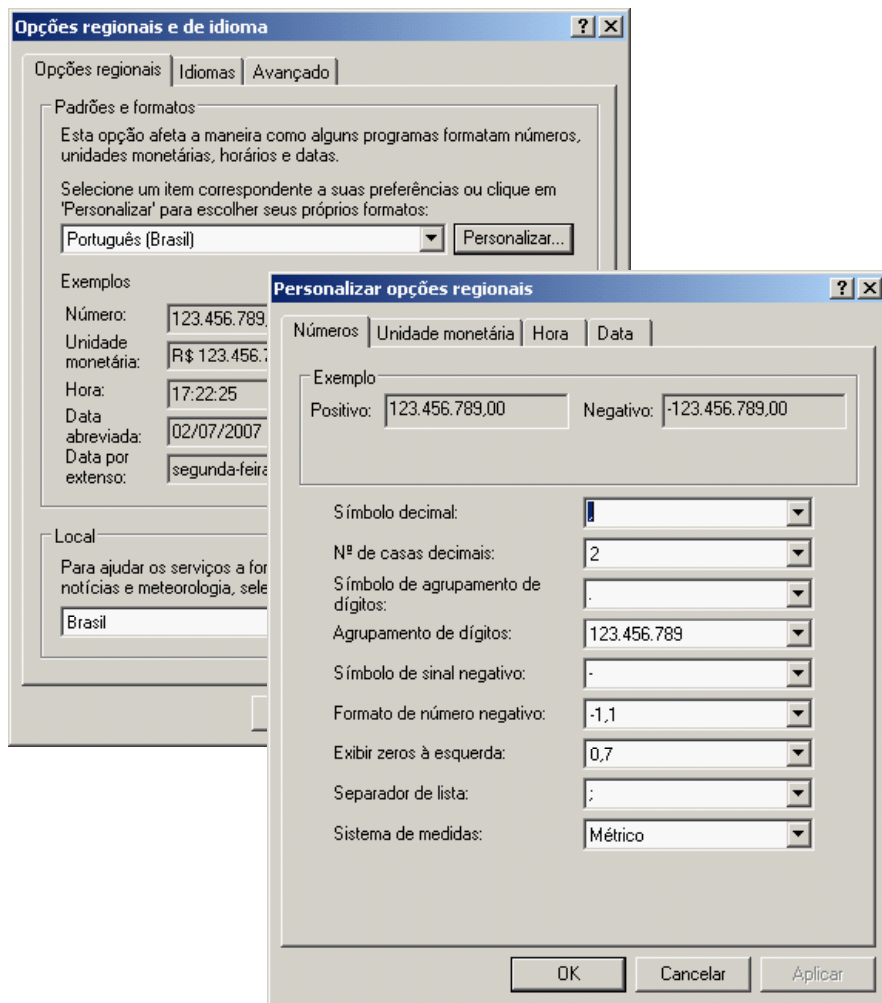 Opções regionais e de idioma
Opções regionais
Idiomas
Avançado
Padrões e formatos
Esta opção afeta a maneira como alguns programas formatam números,
unidades monetárias, horários e datas.
Selecione um item correspondente a suas preferências ou clique em
'Personalizar' para escolher seus próprios formatos:
Português (Brasil)
Personalizar...
Exemplos
Número:
123.456.789,
Unidade
monetária:
R$ 123.456.7
Hora:
17:22:25
Data
abreviada:
02/07/2007
Data por
extenso:
segunda-feira
Local
Para ajudar os serviços a for
notícias e meteorologia, sele
Brasil
Personalizar opções regionais
Números
Unidade monetária
Hora
Data
Exemplo
Positivo:
123.456.789,00
Negativo:
-123.456.789,00
Símbolo decimal:
,
Nº de casas decimais:
2
Símbolo de agrupamento de
dígitos:
.
Agrupamento de dígitos:
123.456.789
Símbolo de sinal negativo:
-
Formato de número negativo:
-1,1
Exibir zeros à esquerda:
0,7
Separador de lista:
;
Sistema de medidas:
Métrico
OK
Cancelar
Aplicar